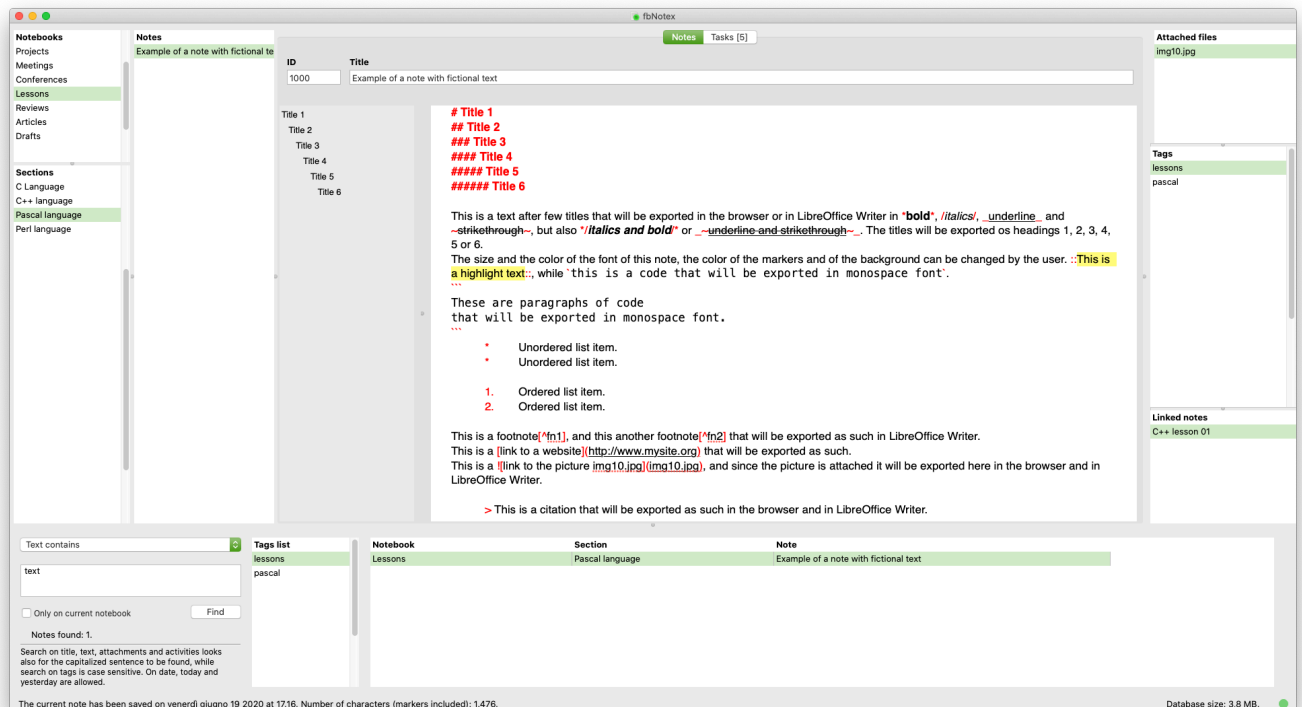 fbNotex
Notebooks
Projects
Meetings
Conferences
Lessons
Reviews
Articles
Drafts
Sections
C Language
C++ language
Pascal language
Perl language
Notes
Example of a note with fictional te
Notes Tasks [5]
ID Title
1000 Example of a note with fictional text
Title 1
Title 2
Title 3
Title 4
Title 5
Title 6
# Title 1
## Title 2
### Title 3
#### Title 4
##### Title 5
###### Title 6
This is a text after few titles that will be exported in the browser or in LibreOffice Writer in *bold*, /italics/, _underline_ and
~strikethrough~, but also */italics and bold/* or _~underline and strikethrough~_. The titles will be exported os headings 1, 2, 3, 4,
5 or 6.
The size and the color of the font of this note, the color of the markers and of the background can be changed by the user. ::This is
a highlight text::, while `this is a code that will be exported in monospace font`.
```
These are paragraphs of code
that will be exported in monospace font.
```
* Unordered list item.
* Unordered list item.
1. Ordered list item.
2. Ordered list item.
This is a footnote[^fn1], and this another footnote[^fn2] that will be exported as such in LibreOffice Writer.
This is a [link to a website](http://www.mysite.org) that will be exported as such.
This is a ![link to the picture img10.jpg](img10.jpg), and since the picture is attached it will be exported here in the browser and in
LibreOffice Writer.
> This is a citation that will be exported as such in the browser and in LibreOffice Writer.
Attached files
img10.jpg
Tags
lessons
pascal
Linked notes
C++ lesson 01
Text contains
text
Only on current notebook Find
Notes found: 1.
Search on title, text, attachments and activities looks
also for the capitalized sentence to be found, while
search on tags is case sensitive. On date, today and
yesterday are allowed.
Tags list
lessons
pascal
Notebook Section Note
Lessons Pascal language Example of a note with fictional text
The current note has been saved on venerdì giugno 19 2020 at 17.16. Number of characters (markers included): 1.476.
Database size: 3.8 MB.